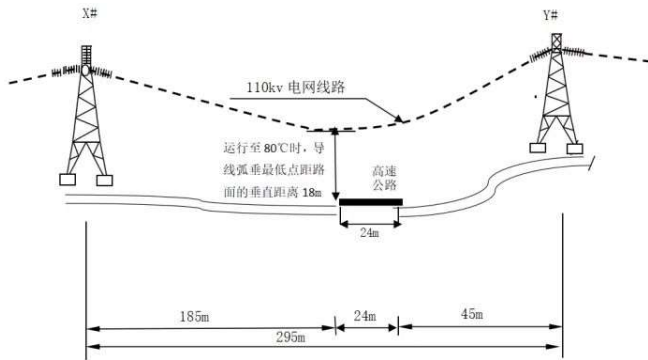 X#
Y#
110kv 电网线路
运行至80℃时，导
线弧垂最低点距路
面的垂直距离 18m
高速
公路
24m
185m
24m
45m
295m